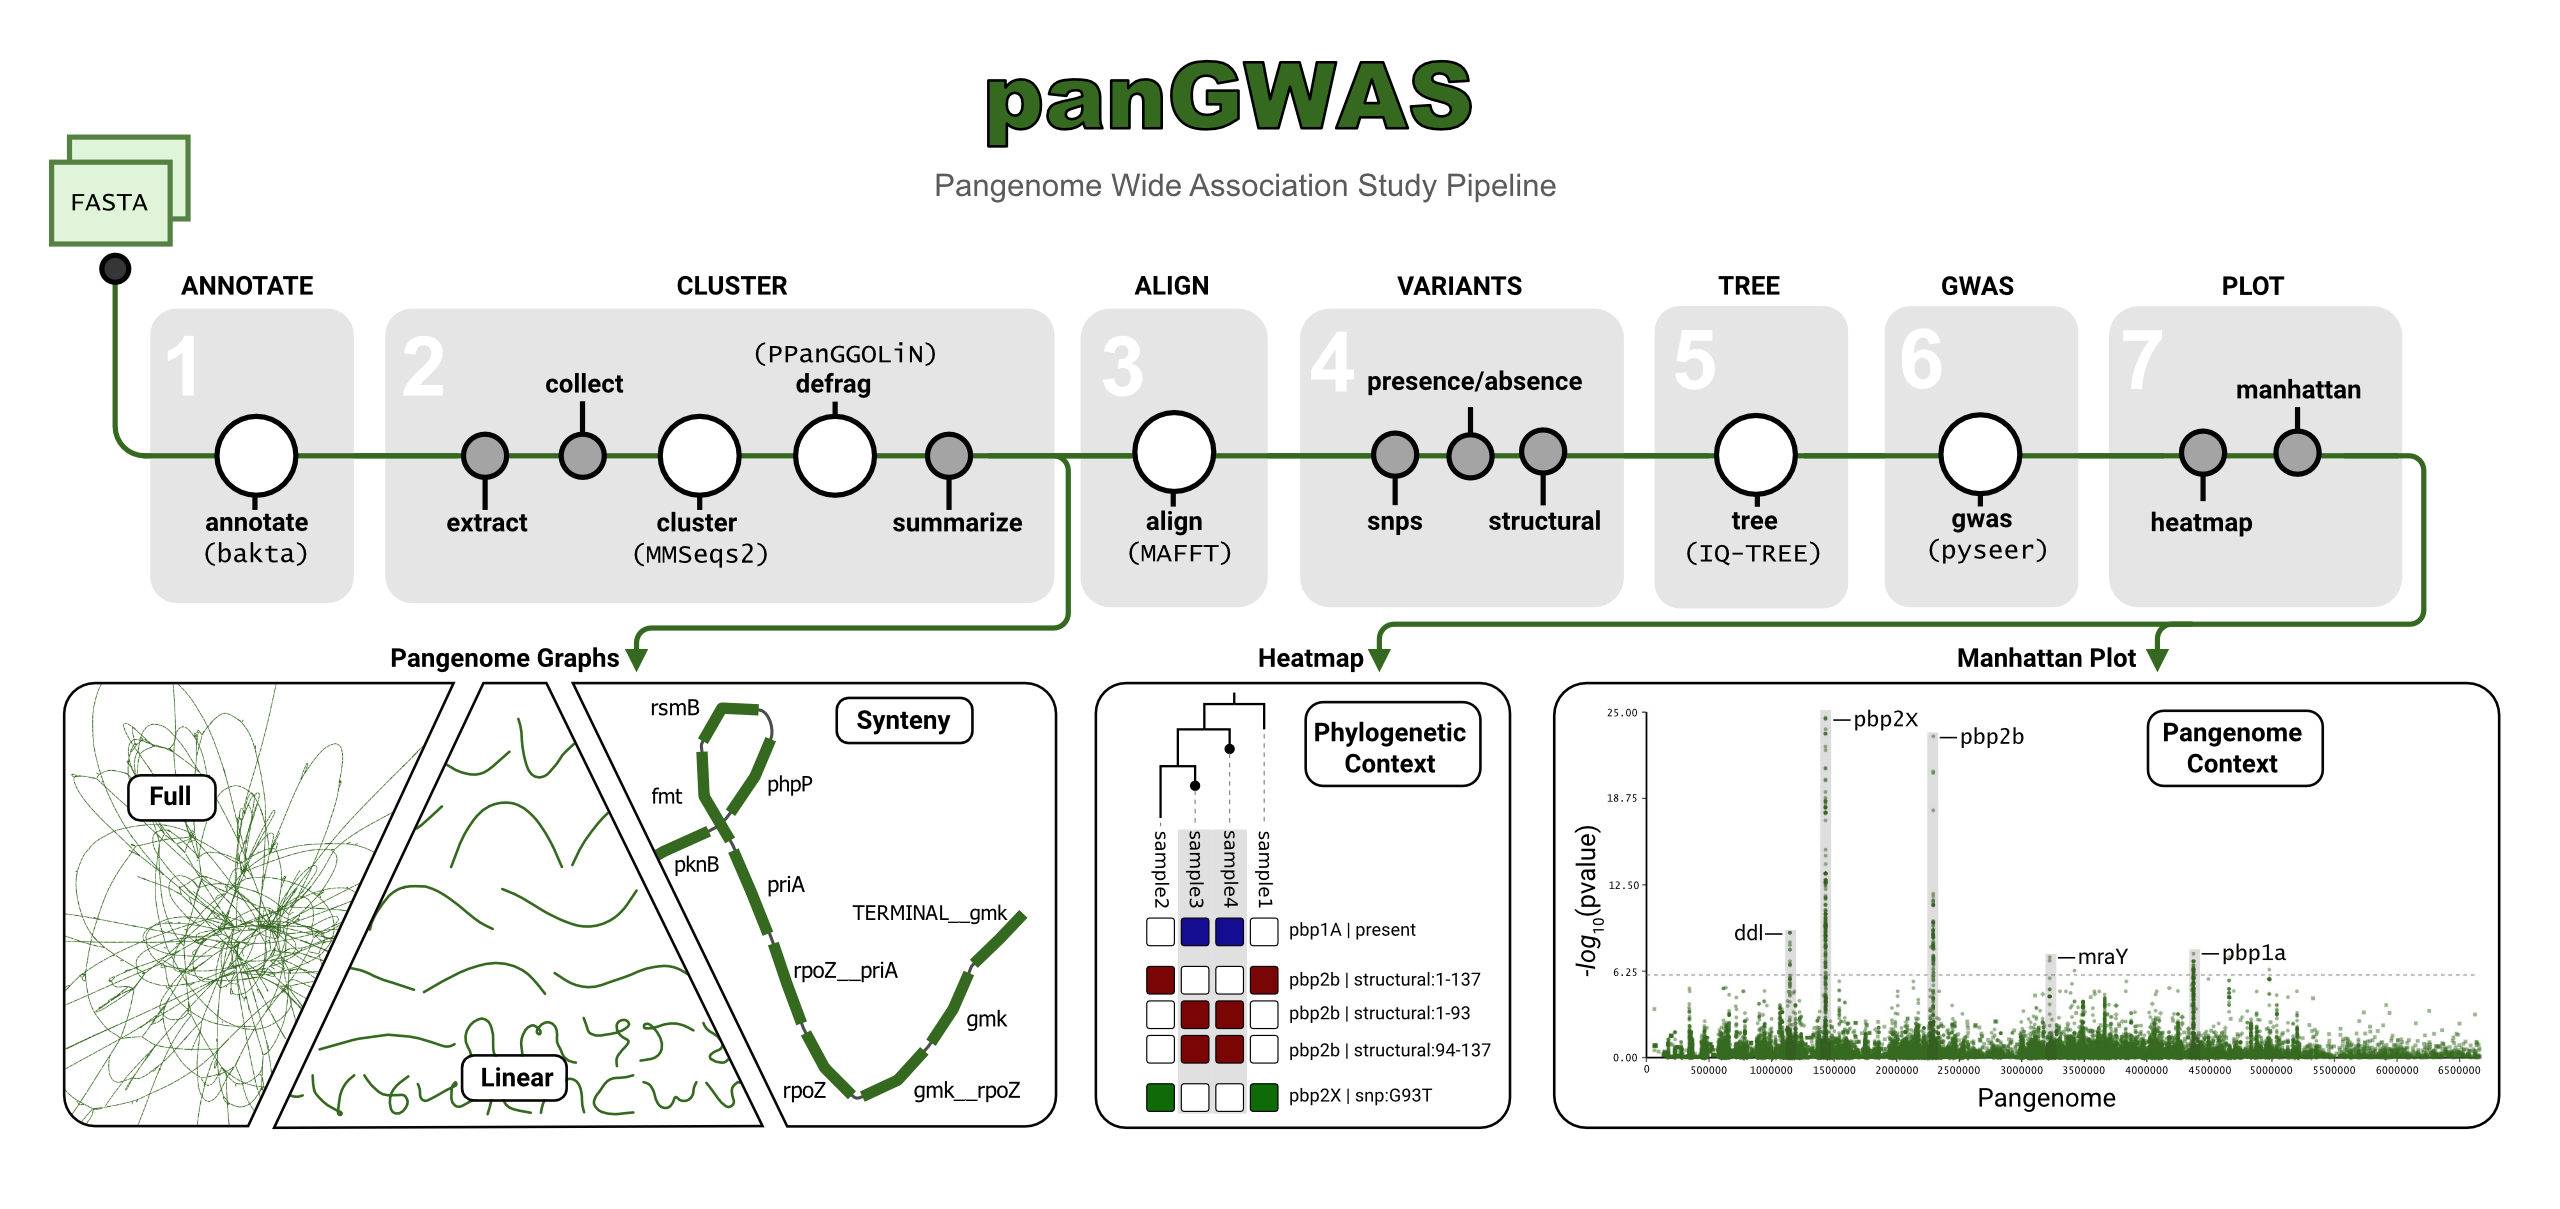 panGWAS
Pangenome Wide Association Study Pipeline
FASTA
ANNOTATE
CLUSTER
ALIGN
VARIANTS
TREE
GWAS
PLOT
1
annotate
(bakta)
2
extract
collect
cluster
(MMSeqs2)
(PPanGGOLiN)
defrag
summarize
3
align
(MAFFT)
4
snps
presence/absence
structural
5
tree
(IQ-TREE)
6
gwas
(pyseer)
7
heatmap
manhattan
Pangenome Graphs
Full
Linear
Synteny
rsmB
phpP
fmt
pknB
priA
TERMINAL__gmk
rpoZ__priA
gmk
rpoZ
gmk__rpoZ
Heatmap
Phylogenetic
Context
sample2
sample3
sample4
sample1
pbp1A | present
pbp2b | structural:1-137
pbp2b | structural:1-93
pbp2b | structural:94-137
pbp2X | snp:G93T
Manhattan Plot
Pangenome
Context
-log10(pvalue)
25.00
18.75
12.50
6.25
0.00
pbp2X
pbp2b
ddl
mraY
pbp1a
0 500000 1000000 1500000 2000000 2500000 3000000 3500000 4000000 4500000 5000000 5500000 6000000 6500000
Pangenome